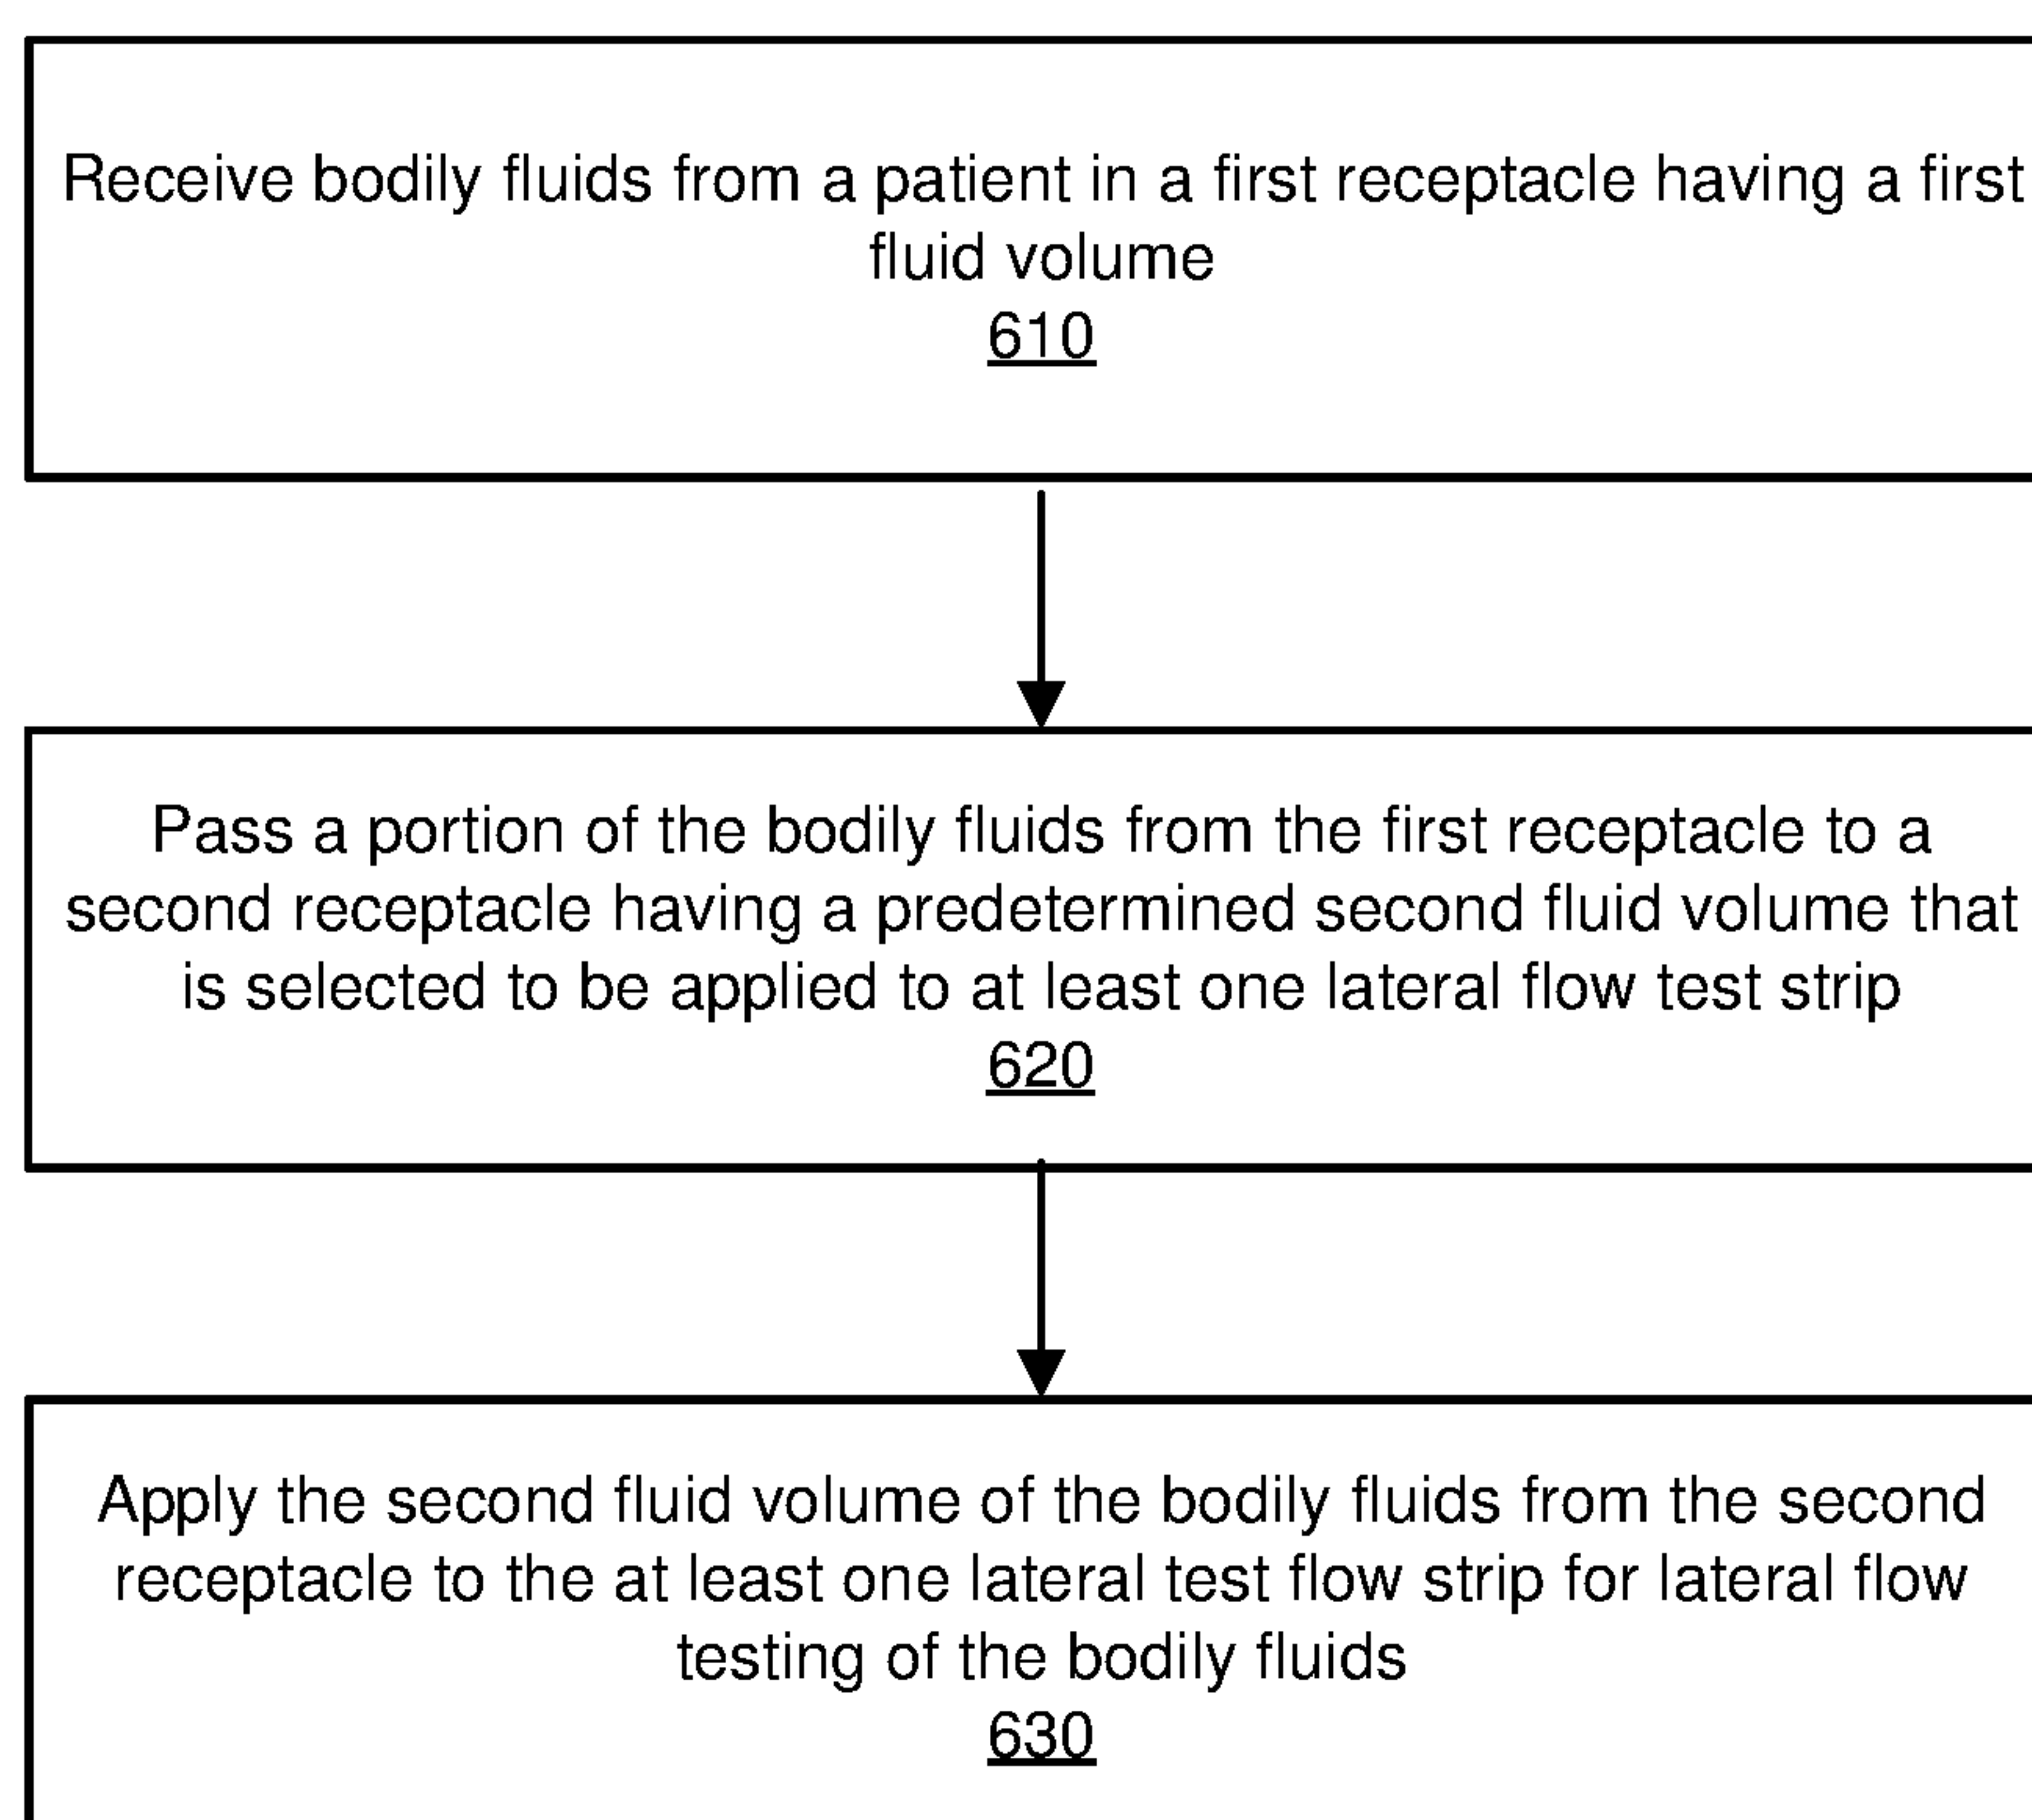 Receive bodily fluids from a patient in a first receptacle having a first
fluid volume
610
Pass a portion of the bodily fluids from the first receptacle to a
second receptacle having a predetermined second fluid volume that
is selected to be applied to at least one lateral flow test strip
620
Apply the second fluid volume of the bodily fluids from the second
receptacle to the at least one lateral test flow strip for lateral flow
testing of the bodily fluids
630